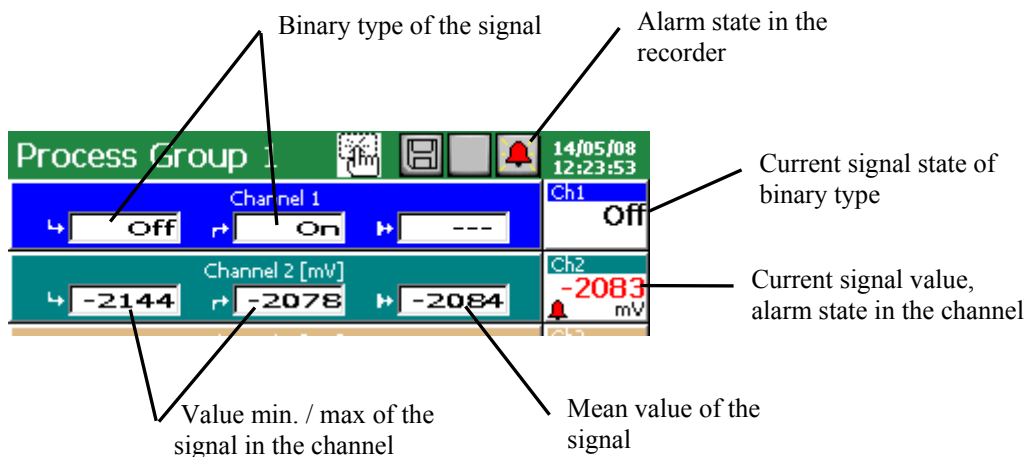 Binary type of the signal
Alarm state in the
recorder
Process Group 1
14/05/08
12:23:53
Channel 1
Off
On
---
Ch1
Off
Current signal state of
binary type
Channel 2 [mV]
-2144
-2078
-2084
Ch2
-2083
mV
Current signal value,
alarm state in the channel
Value min. / max of the
signal in the channel
Mean value of the
signal